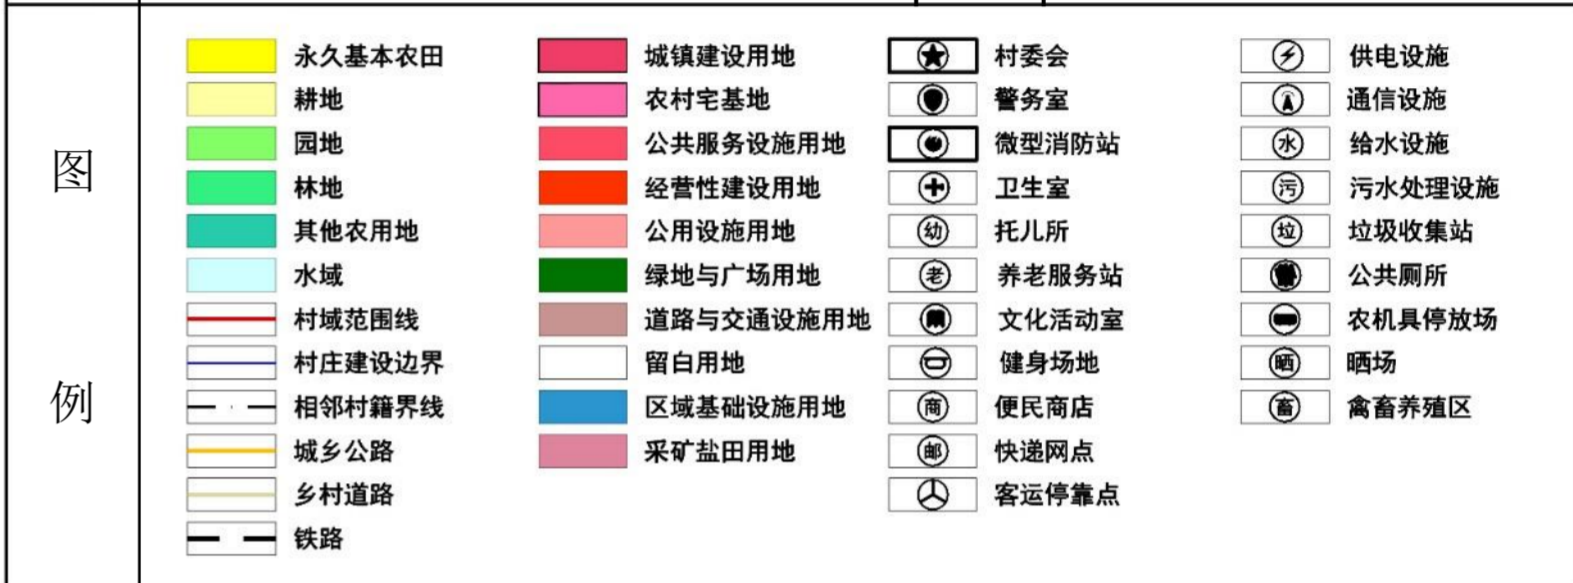 图例
永久基本农田
耕地
园地
林地
其他农用地
水域
村域范围线
村庄建设边界
相邻村籍界线
城乡公路
乡村道路
铁路
城镇建设用地
农村宅基地
公共服务设施用地
经营性建设用地
公用设施用地
绿地与广场用地
道路与交通设施用地
留白用地
区域基础设施用地
采矿盐田用地
村委会
警务室
微型消防站
卫生室
幼 托儿所
老 养老服务站
文化活动室
健身场地
商 便民商店
邮 快递网点
客运停靠点
供电设施
通信设施
水 给水设施
污 污水处理设施
垃 垃圾收集站
公共厕所
农机具停放场
晒 晒场
畜 禽畜养殖区